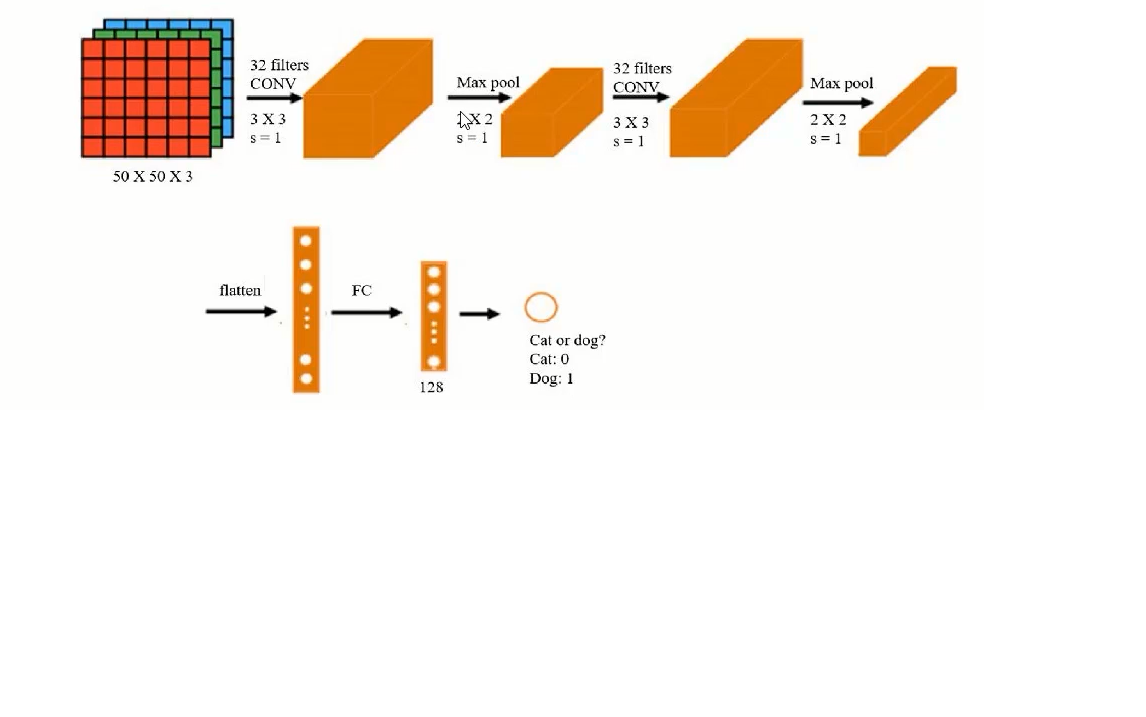 50 X 50 X 3
32 filters
CONV
3 X 3
s = 1
Max pool
X 2
s = 1
32 filters
CONV
3 X 3
s = 1
Max pool
2 X 2
s = 1
flatten
FC
128
Cat or dog?
Cat: 0
Dog: 1